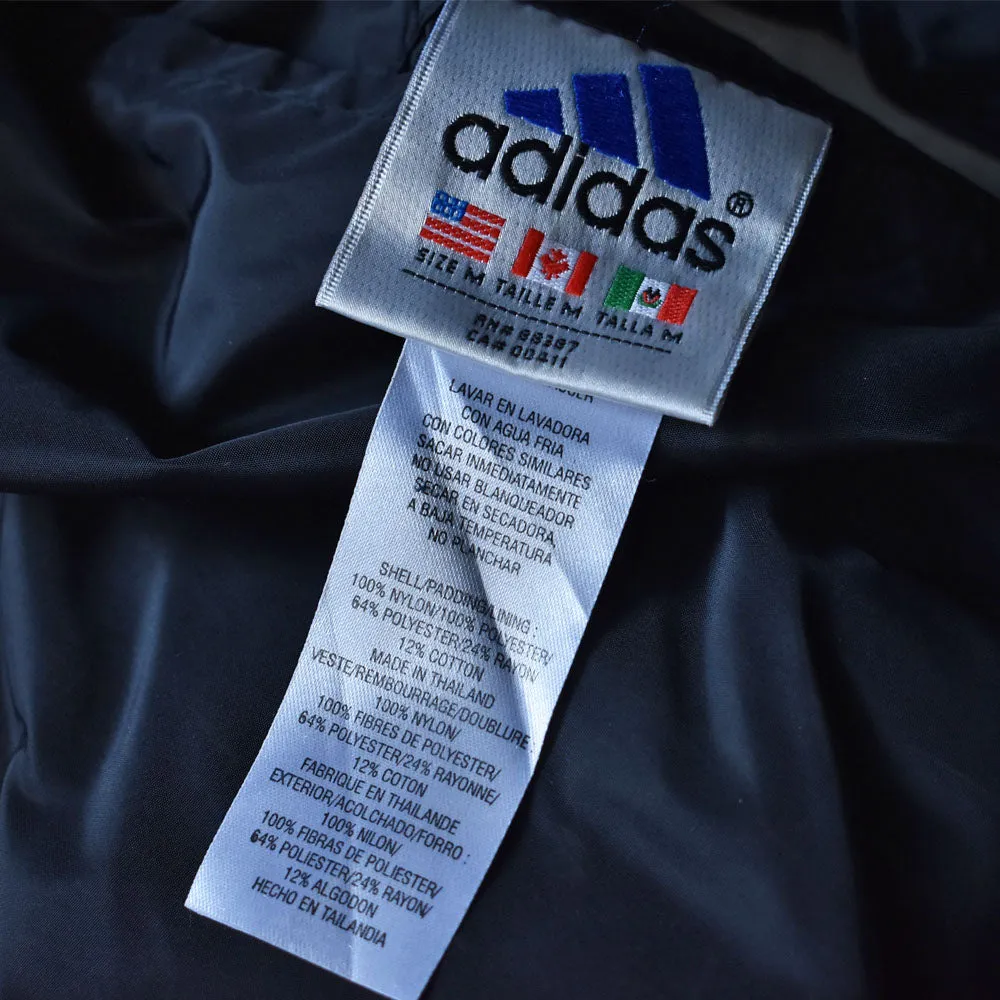 adidas®
SIZE M TAILLE M TALLA M
RN# 66387
CA# 00411
LAVAR EN LAVADORA
CON AGUA FRIA
CON COLORES SIMILARES
SACAR INMEDIATAMENTE
NO USAR BLANQUEADOR
SECAR EN SECADORA
A BAJA TEMPERATURA
NO PLANCHAR
SHELL/PADDING/LINING :
100% NYLON/100% POLYESTER/
64% POLYESTER/24% RAYON/
12% COTTON
MADE IN THAILAND
VESTE/REMBOURRAGE/DOUBLURE :
100% NYLON/
100% FIBRES DE POLYESTER/
64% POLYESTER/24% RAYONNE/
12% COTON
FABRIQUE EN THAILANDE
EXTERIOR/ACOLCHADO/FORRO :
100% NILON/
100% FIBRAS DE POLIESTER/
64% POLIESTER/24% RAYON/
12% ALGODON
HECHO EN TAILANDIA